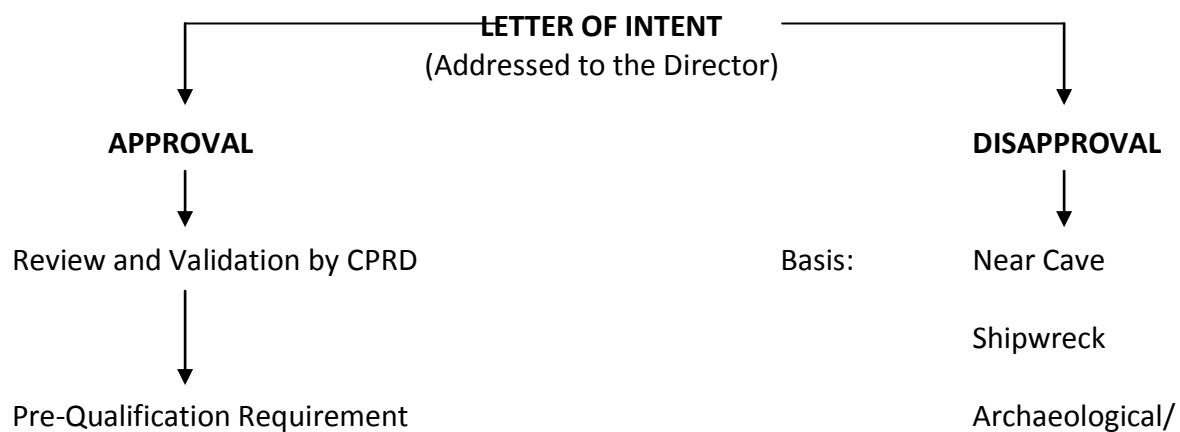 LETTER OF INTENT
(Addressed to the Director)
APPROVAL
DISAPPROVAL
Review and Validation by CPRD
Basis: Near Cave
Shipwreck
Pre-Qualification Requirement
Archaeological/